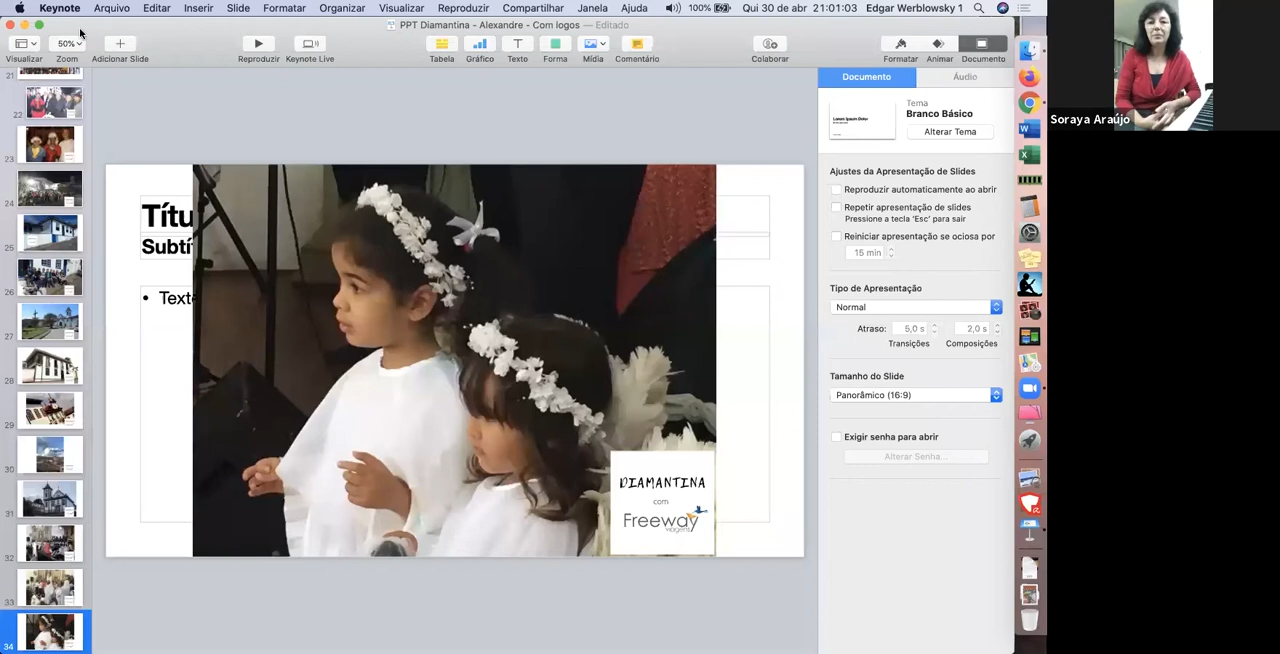 Keynote Arquivo Editar Inserir Slide Formatar Organizar Visualizar Reproduzir Compartilhar Janela Ajuda 100% Qui 30 de abr 21:01:03 Edgar Werblowsky 1
PPT Diamantina - Alexandre - Com logos — Editado
50%
Visualizar Zoom Adicionar Slide Reproduzir Keynote Live Tabela Gráfico Texto Forma Mídia Comentário Colaborar Formatar Animar Documento
Documento Áudio
Tema
Branco Básico
Alterar Tema
Lorem Ipsum Dolor
Ajustes da Apresentação de Slides
Reproduzir automaticamente ao abrir
Repetir apresentação de slides
Pressione a tecla 'Esc' para sair
Reiniciar apresentação se ociosa por
15 min
Tipo de Apresentação
Normal
Atraso: 5,0 s 2,0 s
Transições Composições
Tamanho do Slide
Panorâmico (16:9)
Exigir senha para abrir
Alterar Senha...
21
22
23
24
25
26
27
28
29
30
31
32
33
34
Títu
Subtí
• Text
DIAMANTINA
com
Freeway
viagens
Soraya Araújo